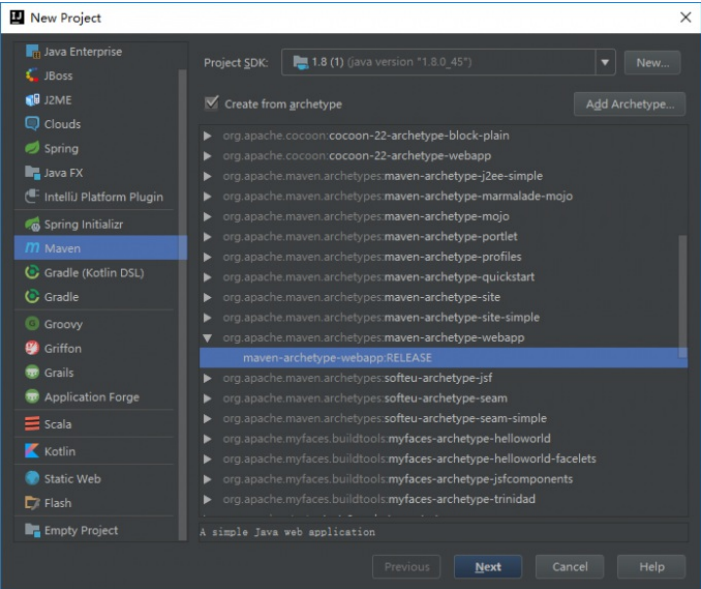 New Project
Java Enterprise
JBoss
J2ME
Clouds
Spring
Java FX
IntelliJ Platform Plugin
Spring Initializr
Maven
Gradle (Kotlin DSL)
Gradle
Groovy
Griffon
Grails
Application Forge
Scala
Kotlin
Static Web
Flash
Empty Project
Project SDK: 1.8 (1) (java version "1.8.0_45") New...
Create from archetype Add Archetype...
org.apache.cocoon:cocoon-22-archetype-block-plain
org.apache.cocoon:cocoon-22-archetype-webapp
org.apache.maven.archetypes:maven-archetype-j2ee-simple
org.apache.maven.archetypes:maven-archetype-marmalade-mojo
org.apache.maven.archetypes:maven-archetype-mojo
org.apache.maven.archetypes:maven-archetype-portlet
org.apache.maven.archetypes:maven-archetype-profiles
org.apache.maven.archetypes:maven-archetype-quickstart
org.apache.maven.archetypes:maven-archetype-site
org.apache.maven.archetypes:maven-archetype-site-simple
org.apache.maven.archetypes:maven-archetype-webapp
maven-archetype-webapp:RELEASE
org.apache.maven.archetypes:softeu-archetype-jsf
org.apache.maven.archetypes:softeu-archetype-seam
org.apache.maven.archetypes:softeu-archetype-seam-simple
org.apache.myfaces.buildtools:myfaces-archetype-helloworld
org.apache.myfaces.buildtools:myfaces-archetype-helloworld-facelets
org.apache.myfaces.buildtools:myfaces-archetype-jsfcomponents
org.apache.myfaces.buildtools:myfaces-archetype-trinidad
A simple Java web application
Previous Next Cancel Help